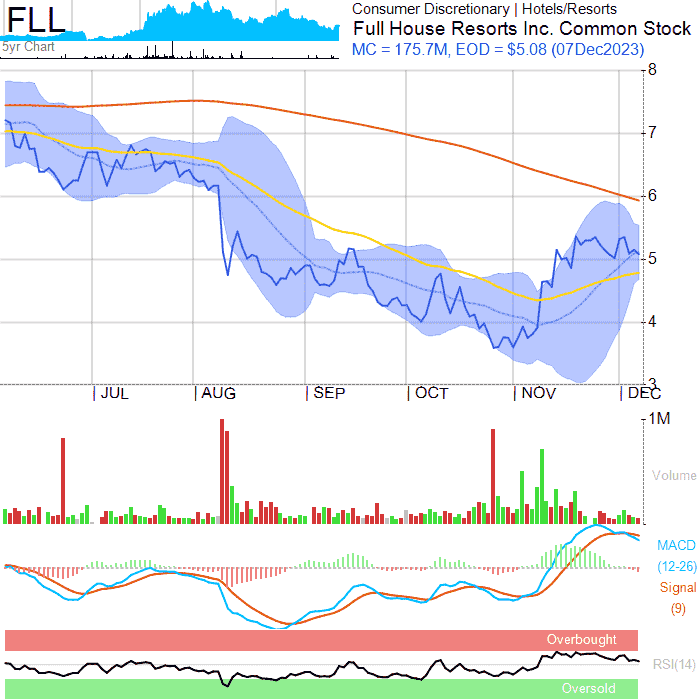 FLL
5yr Chart
Consumer Discretionary | Hotels/Resorts
Full House Resorts Inc. Common Stock
MC = 175.7M, EOD = $5.08 (07Dec2023)
8
7
6
5
4
3
JUL AUG SEP OCT NOV DEC
1M
Volume
MACD
(12-26)
Signal
(9)
Overbought
RSI(14)
Oversold